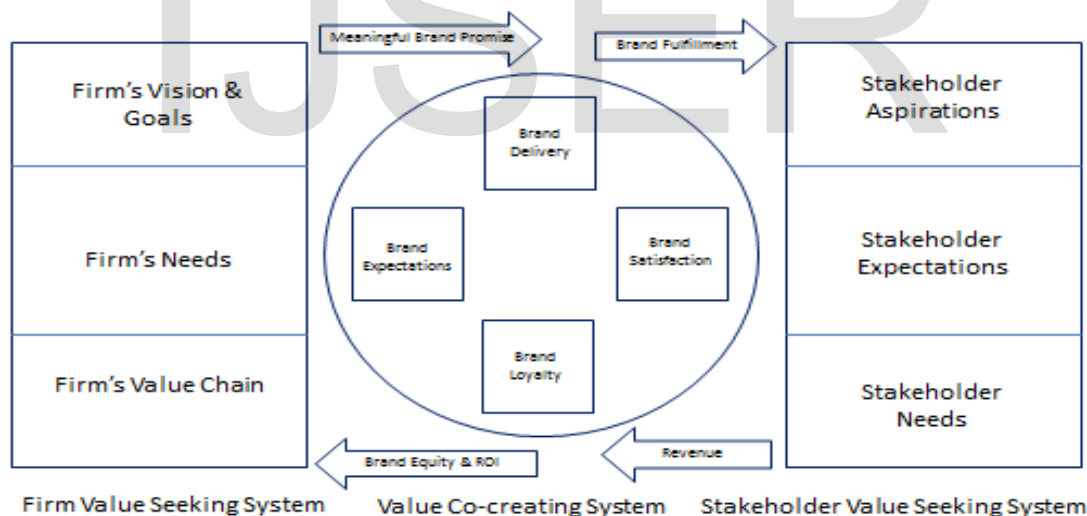 IJSER
Meaningful Brand Promise
Brand Fulfillment
Firm's Vision &
Goals
Firm's Needs
Firm's Value Chain
Brand
Delivery
Brand
Expectations
Brand
Satisfaction
Brand
Loyalty
Stakeholder
Aspirations
Stakeholder
Expectations
Stakeholder
Needs
Brand Equity & ROI
Revenue
Firm Value Seeking System
Value Co-creating System
Stakeholder Value Seeking System